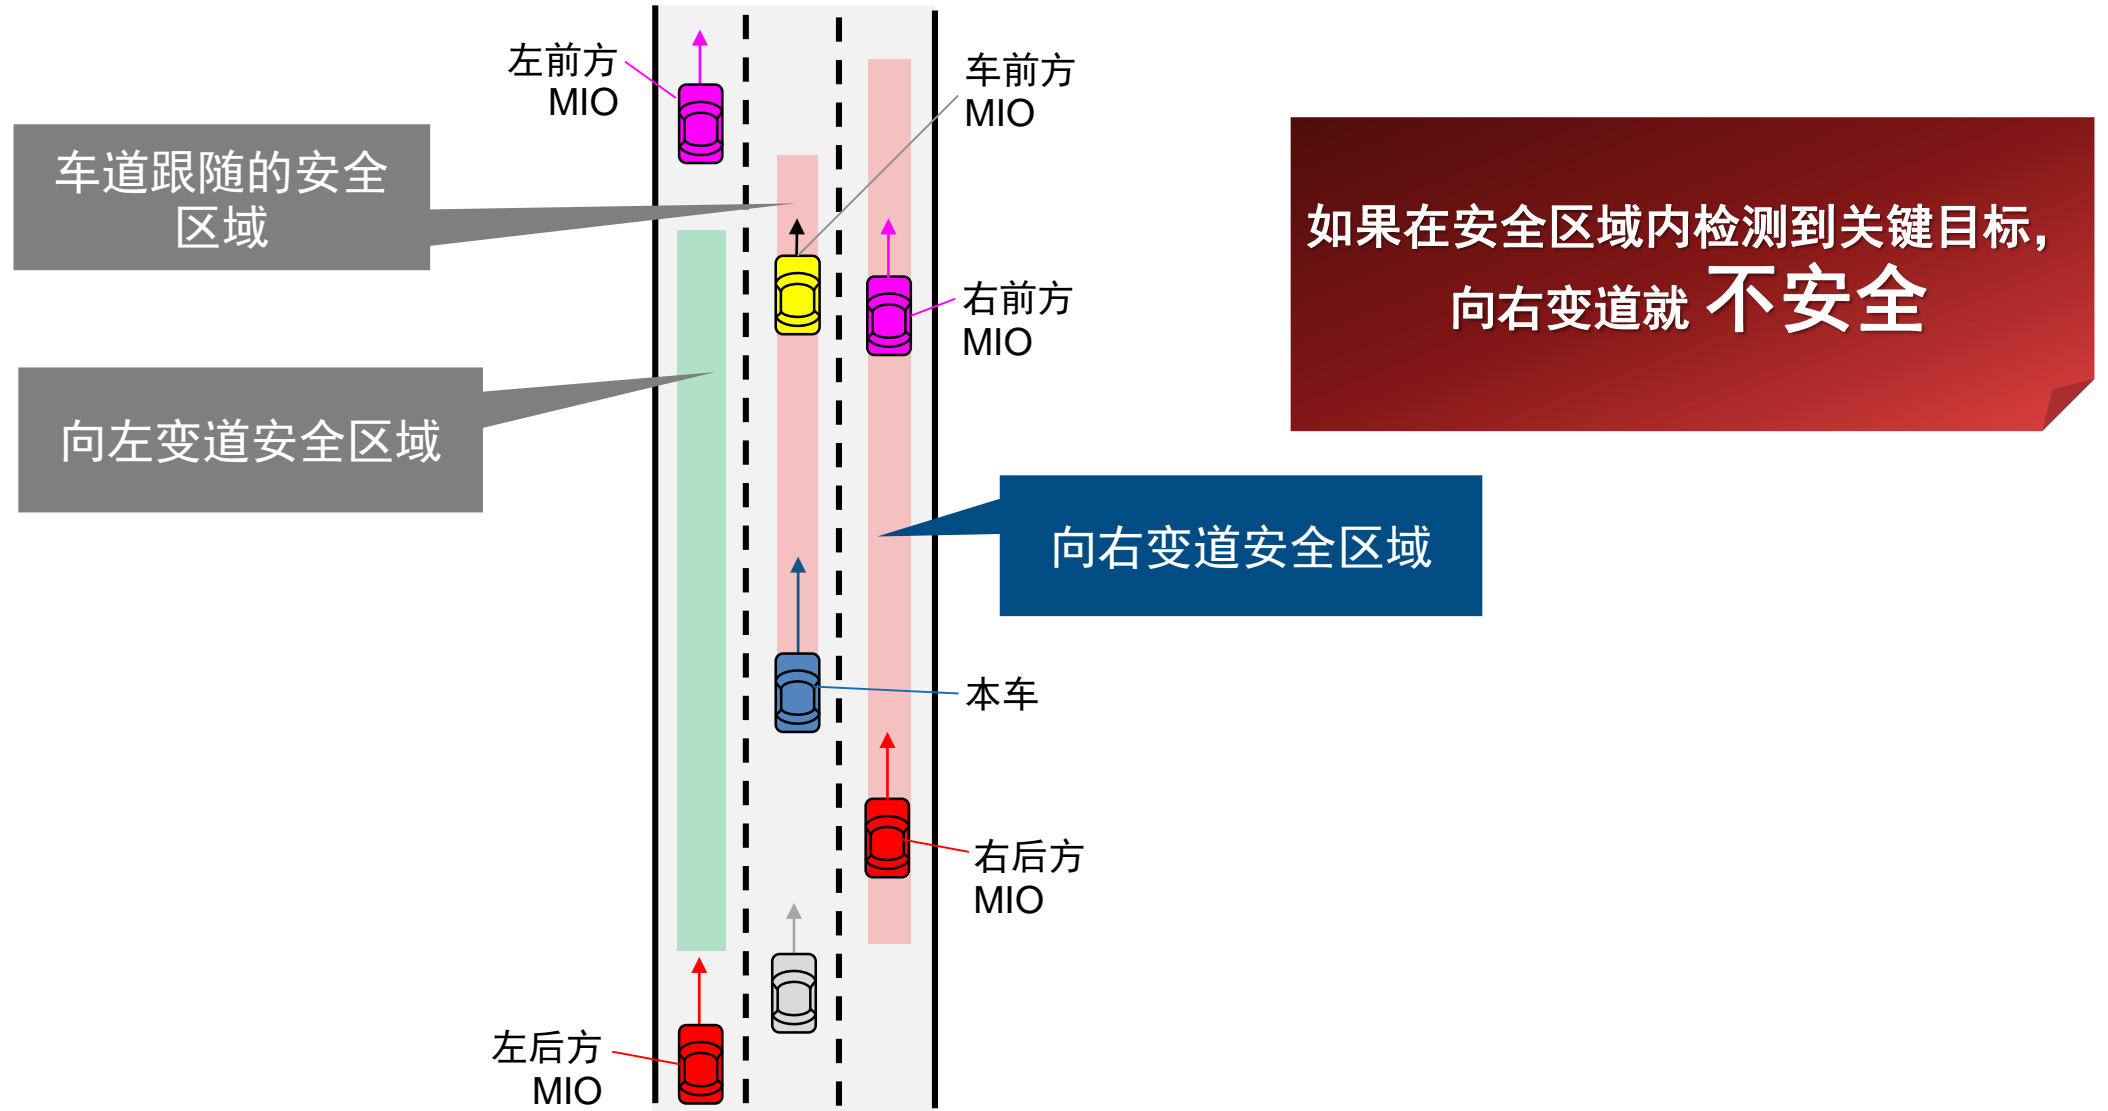 左前方
MIO
车前方
MIO
车道跟随的安全
区域
如果在安全区域内检测到关键目标，
向右变道就 不安全
右前方
MIO
向左变道安全区域
向右变道安全区域
本车
右后方
MIO
左后方
MIO